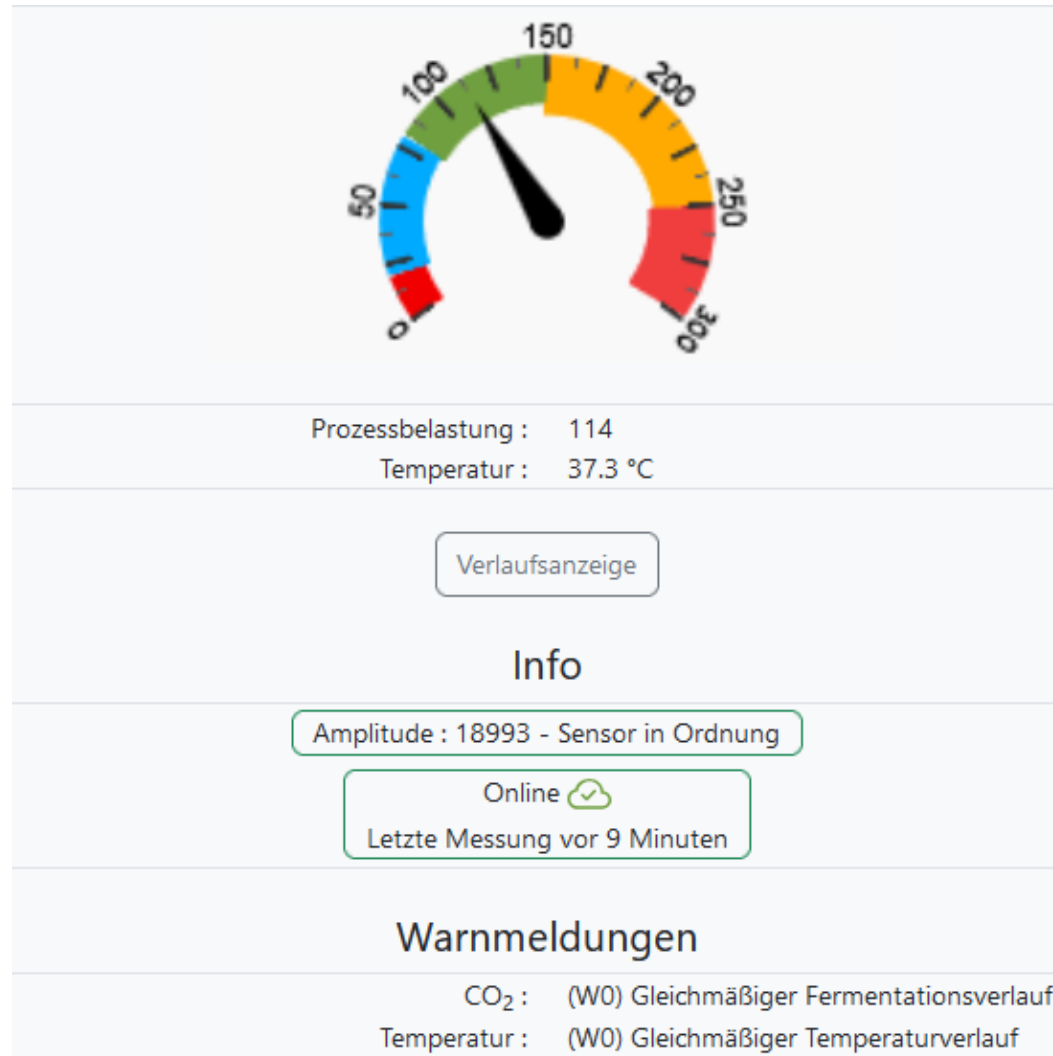 0
50
100
150
200
250
300
Prozessbelastung : 114
Temperatur : 37.3 °C
Verlaufsanzeige
Info
Amplitude : 18993 - Sensor in Ordnung
Online
Letzte Messung vor 9 Minuten
Warnmeldungen
CO₂ : (W0) Gleichmäßiger Fermentationsverlauf
Temperatur : (W0) Gleichmäßiger Temperaturverlauf